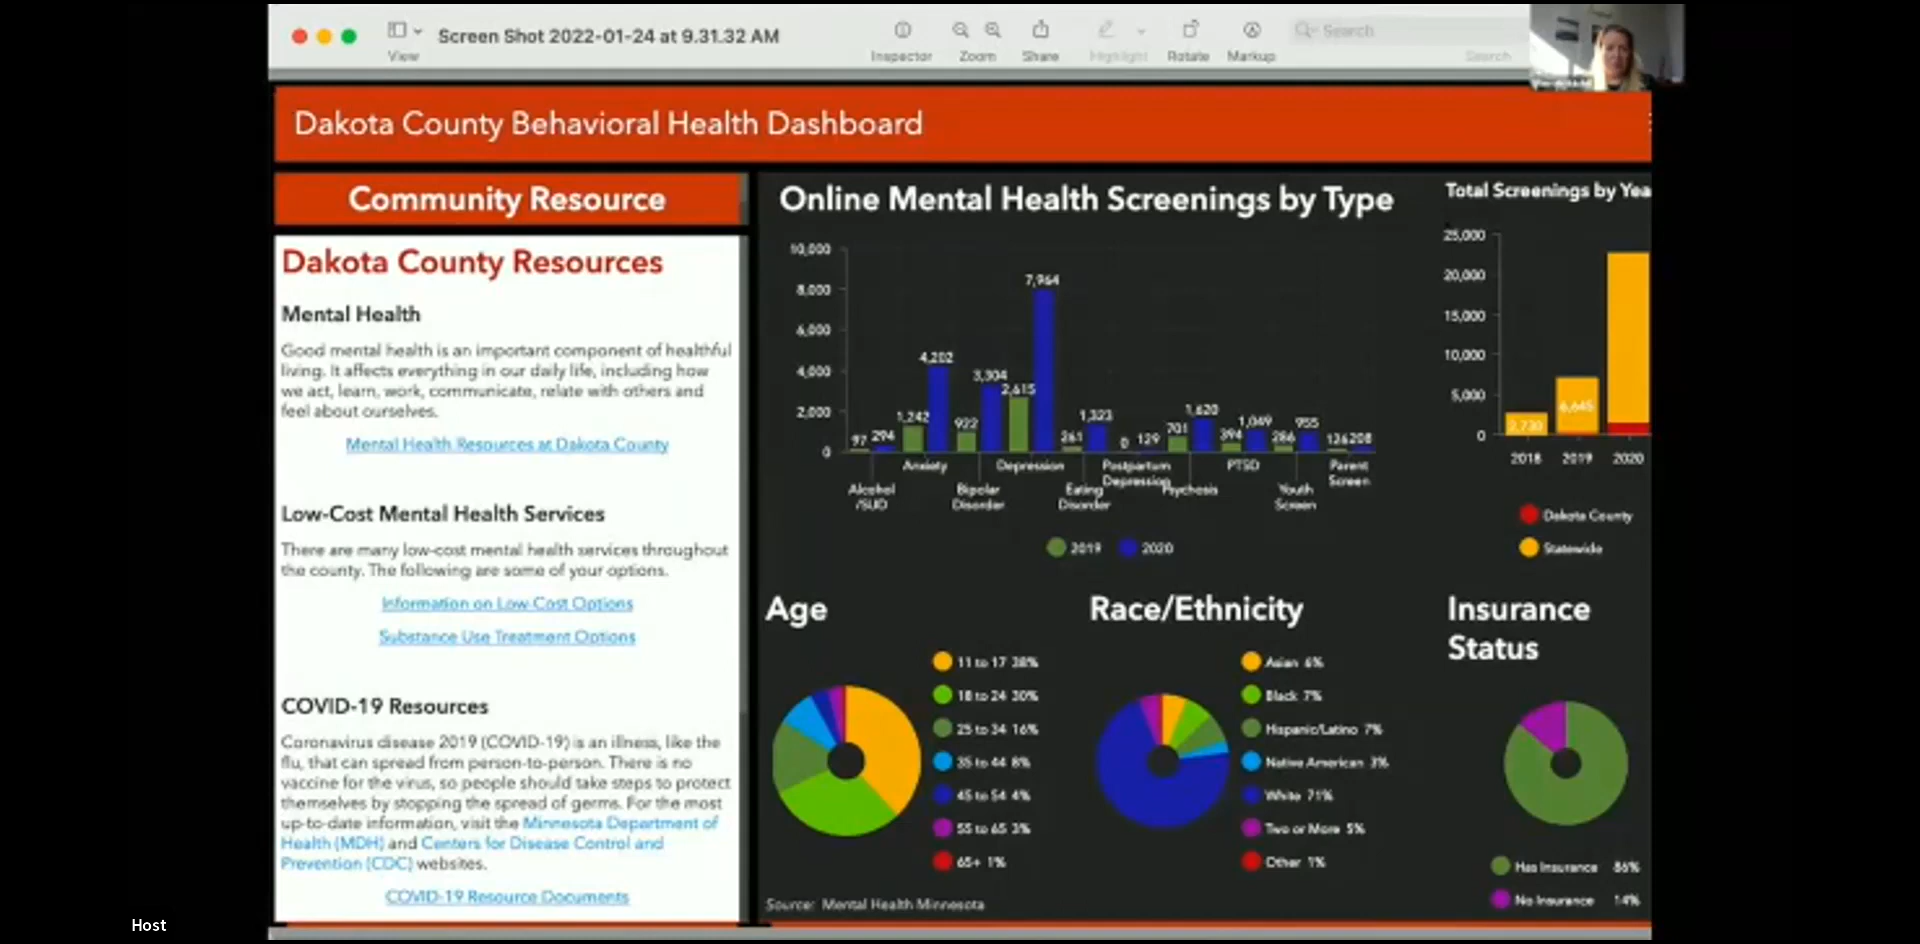 View
Screen Shot 2022-01-24 at 9.31.32 AM
Inspector
Zoom
Share
Highlight
Rotate
Markup
Search
Search
Dakota County Behavioral Health Dashboard
Community Resource
Dakota County Resources
Mental Health
Good mental health is an important component of healthful
living. It affects everything in our daily life, including how
we act, learn, work, communicate, relate with others and
feel about ourselves.
Mental Health Resources at Dakota County
Low-Cost Mental Health Services
There are many low-cost mental health services throughout
the county. The following are some of your options.
Information on Low Cost Options
Substance Use Treatment Options
COVID-19 Resources
Coronavirus disease 2019 (COVID-19) is an illness, like the
flu, that can spread from person-to-person. There is no
vaccine for the virus, so people should take steps to protect
themselves by stopping the spread of germs. For the most
up-to-date information, visit the Minnesota Department of
Health (MDH) and Centers for Disease Control and
Prevention (CDC) websites.
COVID-19 Resource Documents
Online Mental Health Screenings by Type
10,000
8,000
6,000
4,000
2,000
0
97 294
1,242
4,202
922
3,304
2,615
7,964
261
1,323
0
129
701
1,620
394
1,049
286
955
136 208
Alcohol
/SUD
Anxiety
Bipolar
Disorder
Depression
Eating
Disorder
Postpartum
Depression
Psychosis
PTSD
Youth
Screen
Parent
Screen
2019
2020
Total Screenings by Yea
25,000
20,000
15,000
10,000
5,000
0
2,730
6,645
2018
2019
2020
Dakota County
Statewide
Age
11 to 17 38%
18 to 24 30%
25 to 34 16%
35 to 44 8%
45 to 54 4%
55 to 65 3%
65+ 1%
Race/Ethnicity
Asian 6%
Black 7%
Hispanic/Latino 7%
Native American 3%
White 71%
Two or More 5%
Other 1%
Insurance
Status
Has Insurance 86%
No Insurance 14%
Source: Mental Health Minnesota
Host